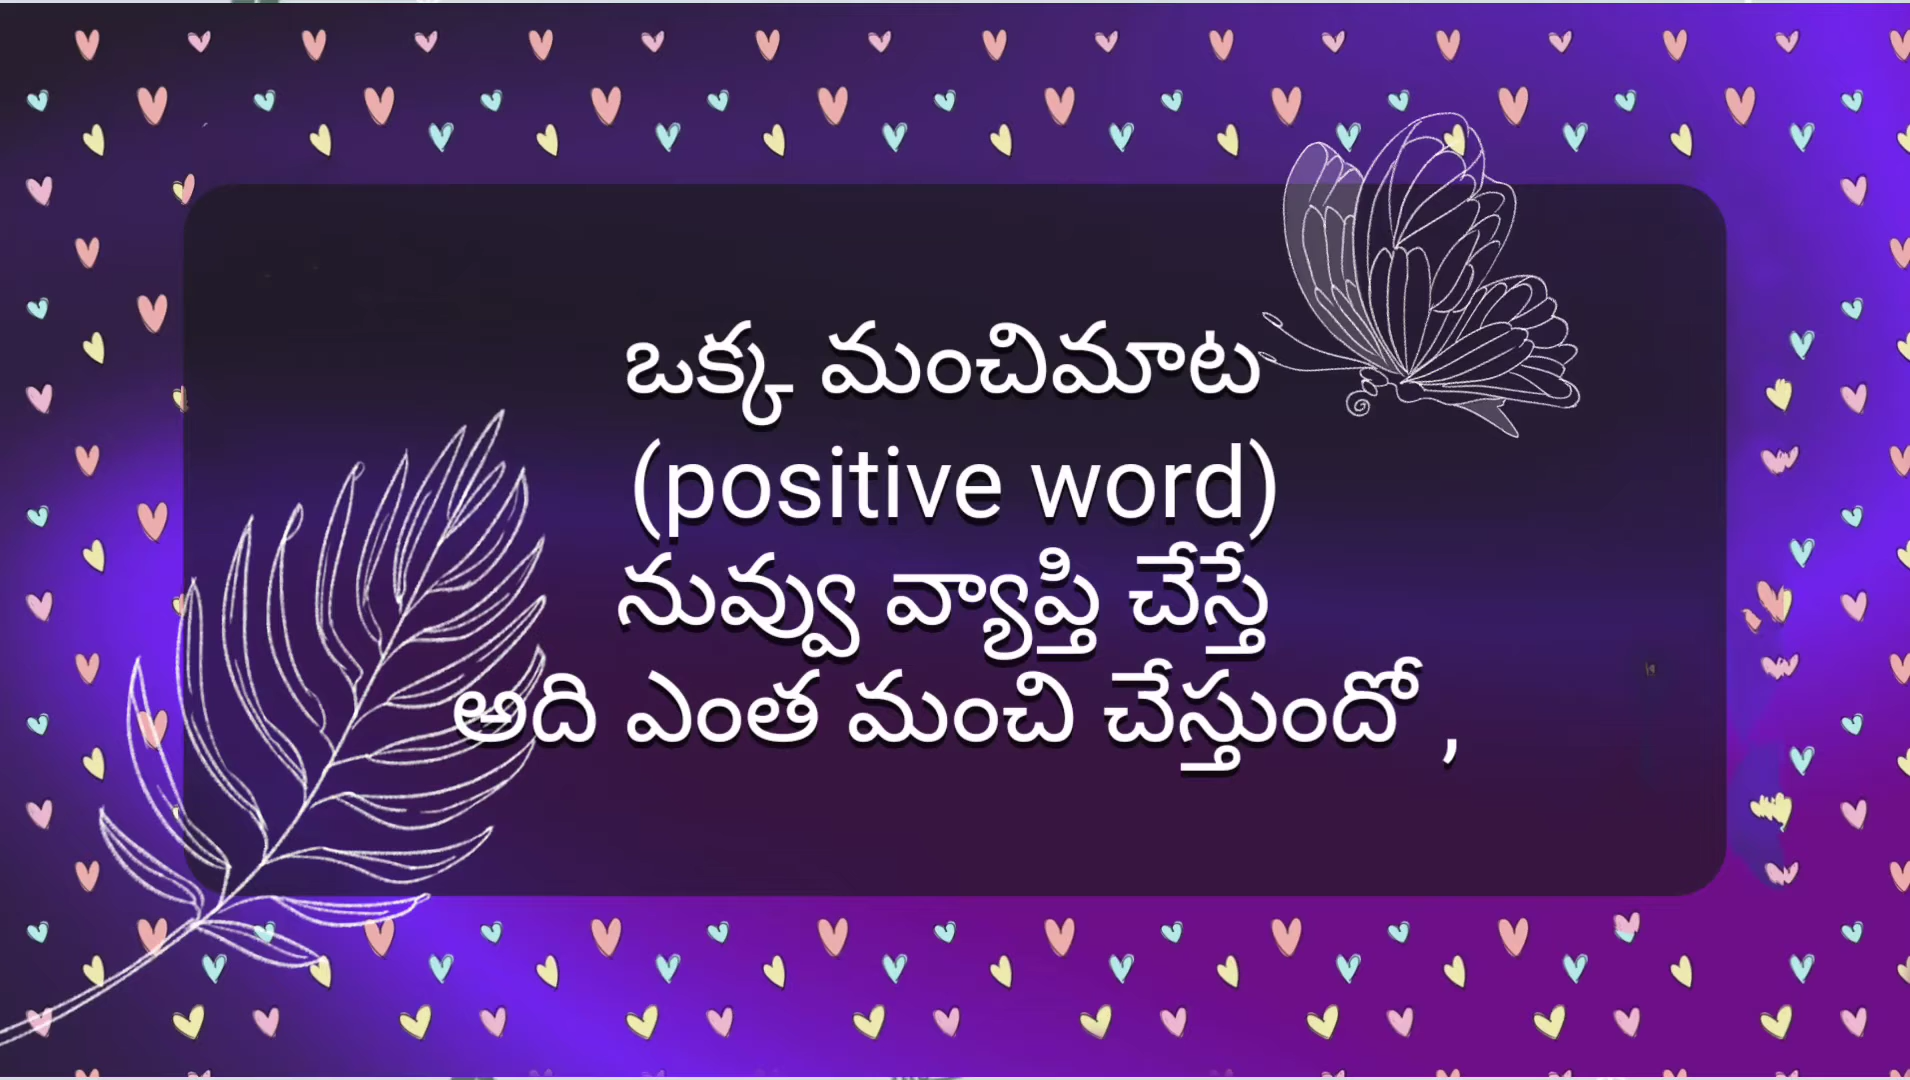 ఒక్క మంచిమాట
(positive word)
నువ్వు వ్యాప్తి చేస్తే
అది ఎంత మంచి చేస్తుందో ,